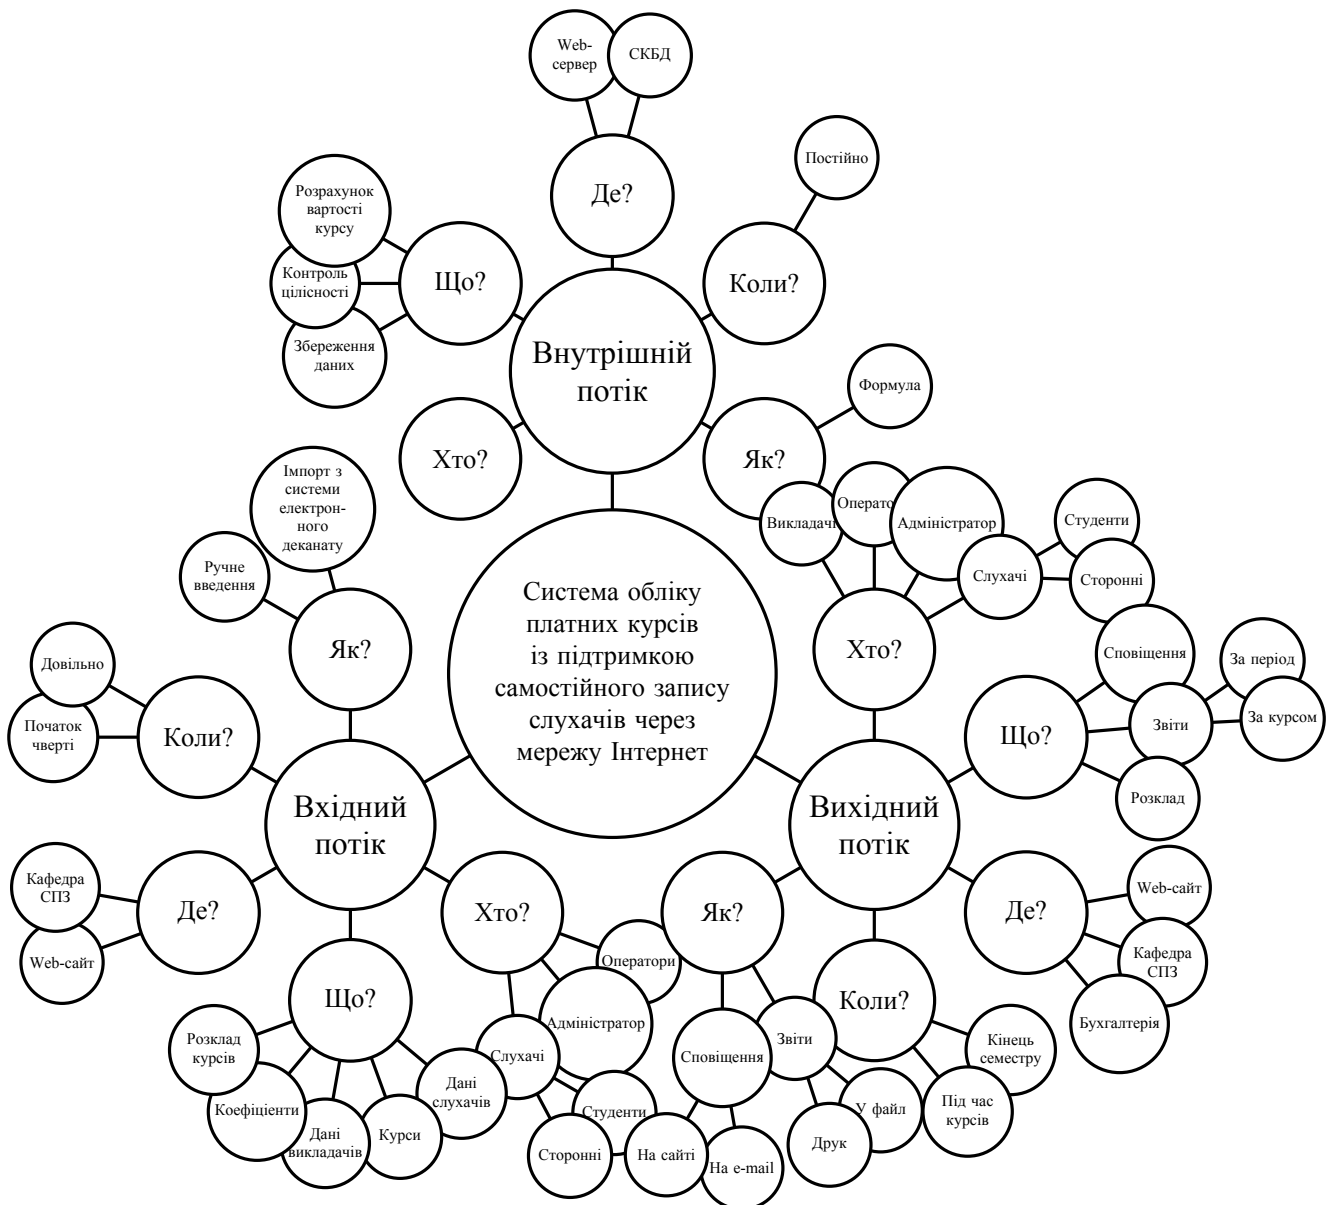 Web-
сервер
СКБД
Де?
Постійно
Коли?
Розрахунок
вартості
курсу
Контроль
цілісності
Збереження
даних
Що?
Внутрішній
потік
Хто?
Як?
Формула
Імпорт з
системи
електрон-
ного
деканату
Ручне
введення
Як?
Довільно
Початок
чверті
Коли?
Вхідний
потік
Кафедра
СПЗ
Web-сайт
Де?
Що?
Розклад
курсів
Коефіцієнти
Дані
викладачів
Курси
Дані
слухачів
Хто?
Оператори
Адміністратор
Слухачі
Студенти
Сторонні
Система обліку
платних курсів
із підтримкою
самостійного запису
слухачів через
мережу Інтернет
Викладачі
Операто
Адміністратор
Слухачі
Студенти
Сторонні
Хто?
Вихідний
потік
Що?
Сповіщення
Звіти
За період
За курсом
Розклад
Де?
Web-сайт
Кафедра
СПЗ
Бухгалтерія
Коли?
Кінець
семестру
Під час
курсів
Як?
Сповіщення
На сайті
На e-mail
Звіти
Друк
У файл